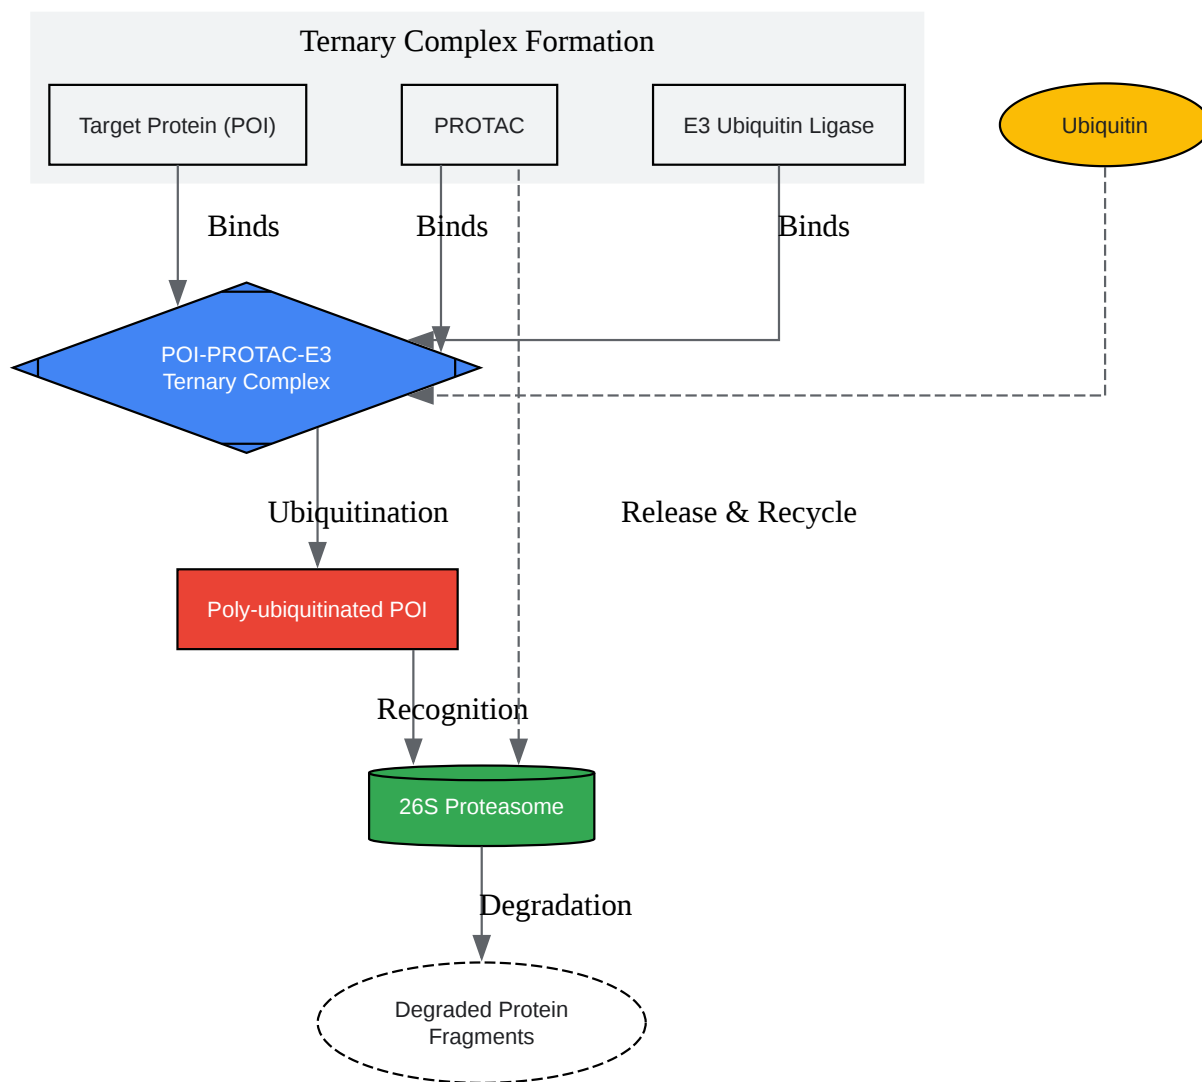 Ternary Complex Formation
Target Protein (POI)
PROTAC
E3 Ubiquitin Ligase
Ubiquitin
Binds
Binds
Binds
POI-PROTAC-E3
Ternary Complex
Ubiquitination
Release & Recycle
Poly-ubiquitinated POI
Recognition
26S Proteasome
Degradation
Degraded Protein
Fragments